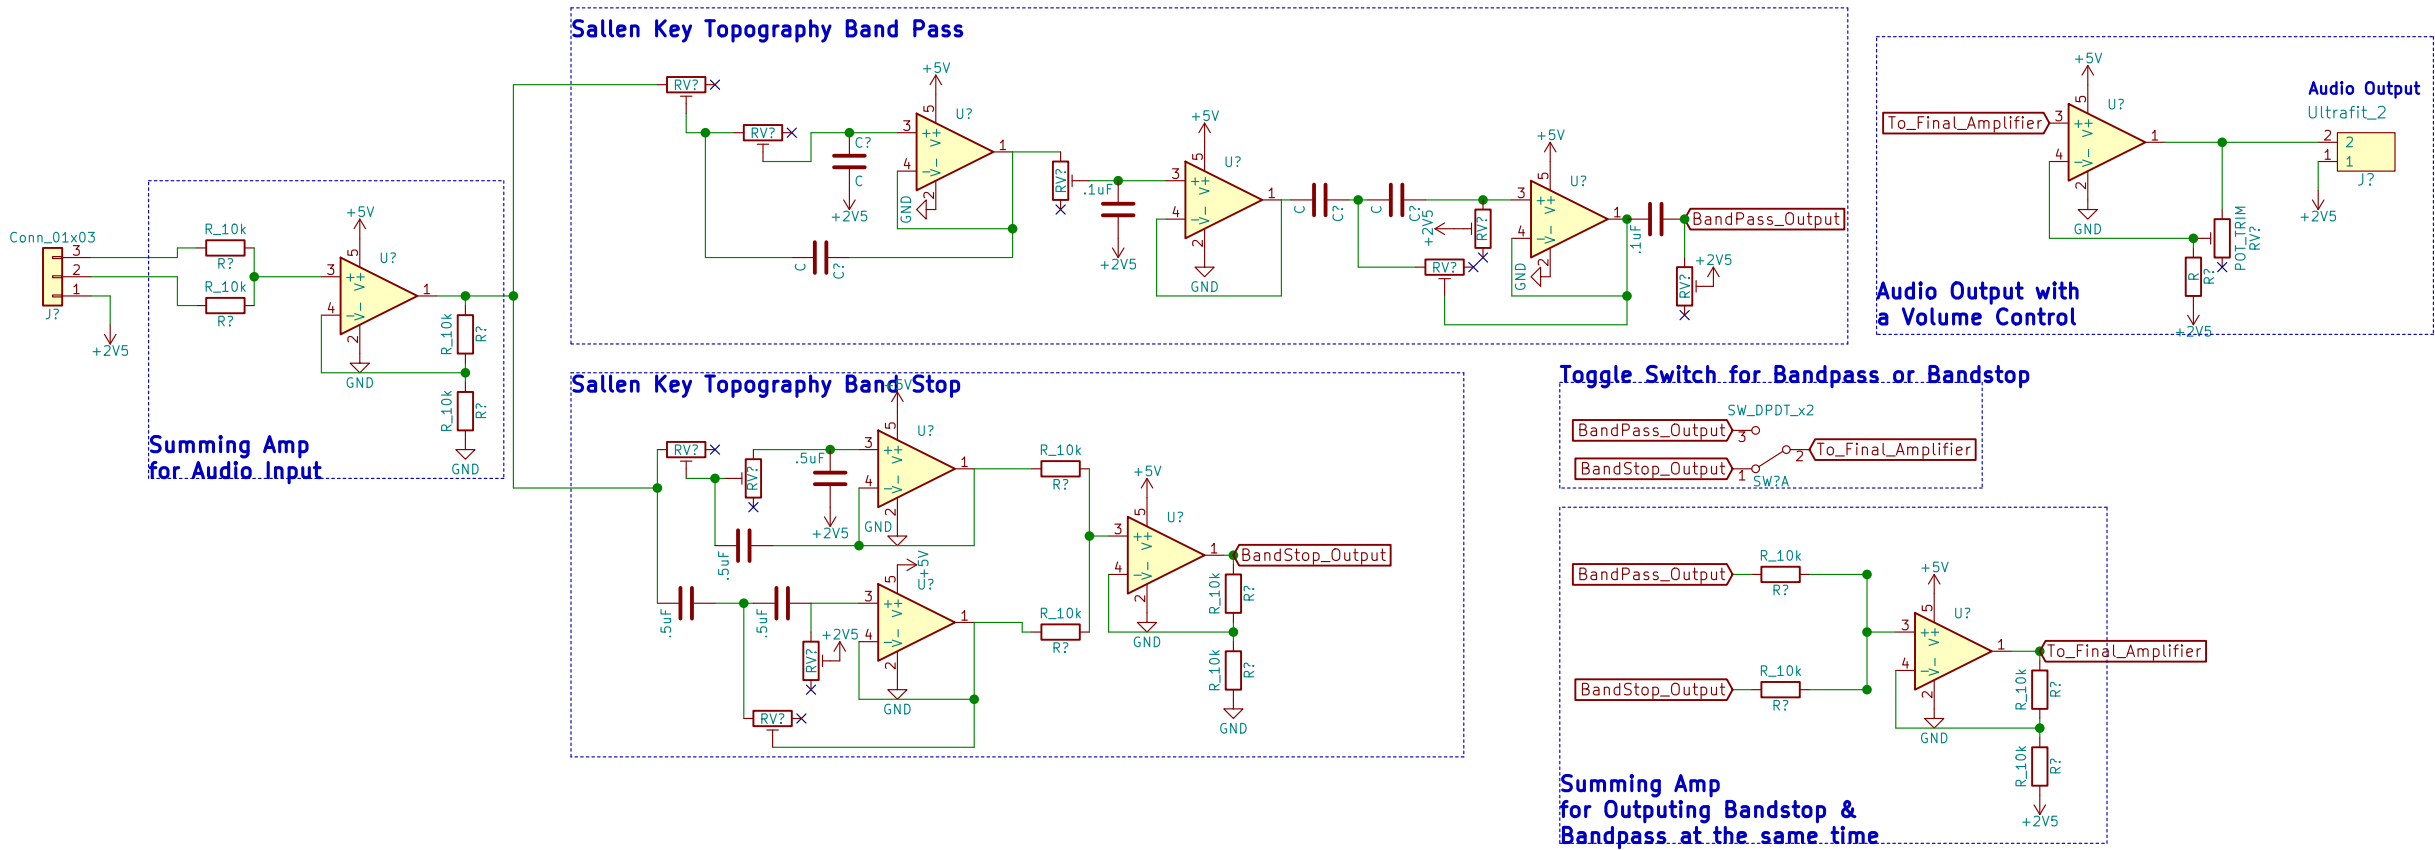 Conn_01x03
3
2
1
J?
+2V5
R_10k
R?
R_10k
R?
+5V
U?
5
3
++
V+
4
V-
2
1
GND
R_10k
R?
R_10k
R?
GND
Summing Amp
for Audio Input
Sallen Key Topography Band Pass
RV?
RV?
C?
C
+2V5
+5V
U?
5
3
++
V+
4
V-
2
1
GND
C
C?
RV?
.1uF
+2V5
+5V
U?
5
3
++
V+
4
V-
2
1
GND
C
C?
C
C?
+2V5
RV?
RV?
+5V
U?
5
3
++
V+
4
V-
2
1
GND
.1uF
BandPass_Output
RV?
+2V5
Sallen Key Topography Band Stop
RV?
RV?
.5uF
+2V5
.5uF
+5V
U?
5
3
++
V+
4
V-
2
1
GND
R_10k
R?
.5uF
.5uF
RV?
+2V5
RV?
+5V
U?
5
3
++
V+
4
V-
2
1
GND
R_10k
R?
+5V
U?
5
3
++
V+
4
V-
2
1
GND
BandStop_Output
R_10k
R?
R_10k
R?
GND
To_Final_Amplifier
+5V
U?
5
3
++
V+
4
V-
2
1
GND
Audio Output
Ultrafit_2
2
2
1
1
J?
+2V5
POT_TRIM
RV?
R
R?
+2V5
Audio Output with
a Volume Control
Toggle Switch for Bandpass or Bandstop
SW_DPDT_x2
BandPass_Output
3
To_Final_Amplifier
2
BandStop_Output
1
SW?A
BandPass_Output
R_10k
R?
BandStop_Output
R_10k
R?
+5V
U?
5
3
++
V+
4
V-
2
1
GND
To_Final_Amplifier
R_10k
R?
R_10k
R?
+2V5
Summing Amp
for Outputing Bandstop &
Bandpass at the same time